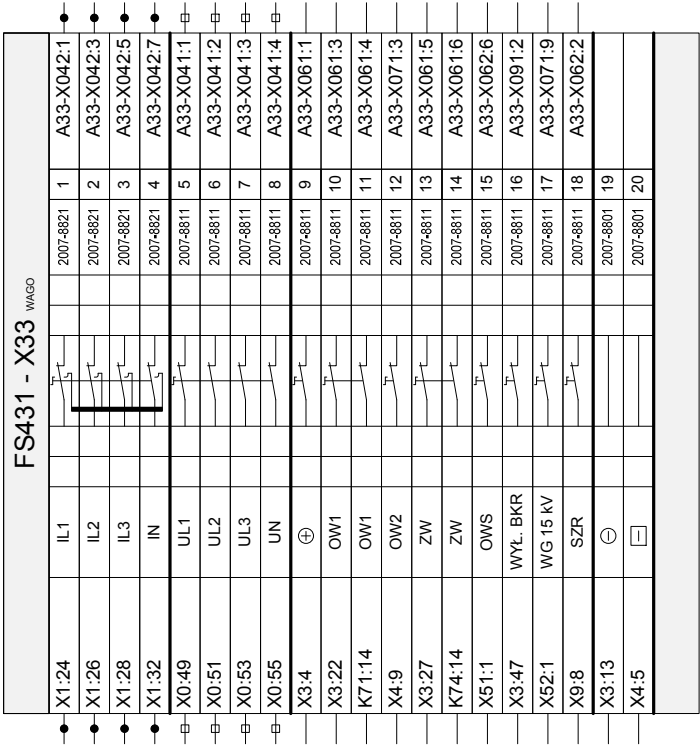 FS431 - X33 WAGO
X1:24 IL1 2007-8821 1 A33-X042:1
X1:26 IL2 2007-8821 2 A33-X042:3
X1:28 IL3 2007-8821 3 A33-X042:5
X1:32 IN 2007-8821 4 A33-X042:7
X0:49 UL1 2007-8811 5 A33-X041:1
X0:51 UL2 2007-8811 6 A33-X041:2
X0:53 UL3 2007-8811 7 A33-X041:3
X0:55 UN 2007-8811 8 A33-X041:4
X3:4 ⊕ 2007-8811 9 A33-X061:1
X3:22 OW1 2007-8811 10 A33-X061:3
K71:14 OW1 2007-8811 11 A33-X061:4
X4:9 OW2 2007-8811 12 A33-X071:3
X3:27 ZW 2007-8811 13 A33-X061:5
K74:14 ZW 2007-8811 14 A33-X061:6
X51:1 OWS 2007-8811 15 A33-X062:6
X3:47 WYŁ. BKR 2007-8811 16 A33-X091:2
X52:1 WG 15 kV 2007-8811 17 A33-X071:9
X9:8 SZR 2007-8811 18 A33-X062:2
X3:13 ⊖ 2007-8801 19
X4:5 ⊟ 2007-8801 20